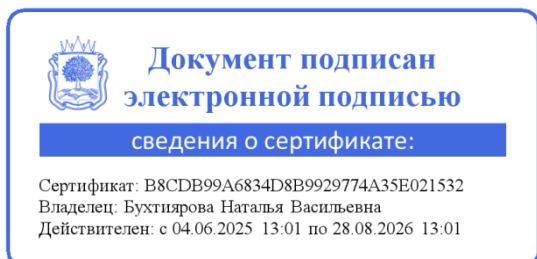 Документ подписан
электронной подписью
сведения о сертификате:
Сертификат: B8CDB99A6834D8B9929774A35E021532
Владелец: Бухтиярова Наталья Васильевна
Действителен: с 04.06.2025 13:01 по 28.08.2026 13:01